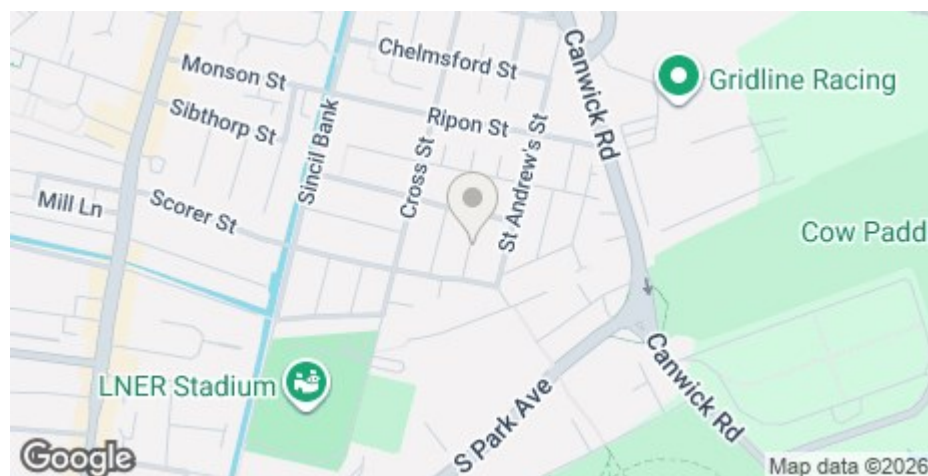 Chelmsford St
Canwick Rd
Monson St
Gridline Racing
Sibthorp St
Ripon St
Sincil Bank
Cross St
St Andrew's St
Mill Ln
Scorer St
Cow Padd
LNER Stadium
S Park Ave
Canwick Rd
Google
Map data ©2026